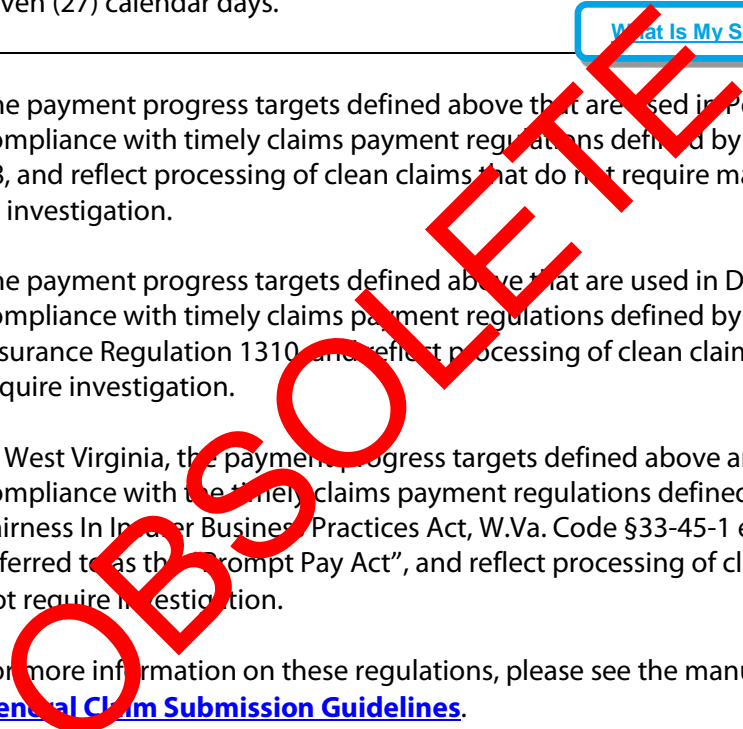 ven (27) calendar days.
What Is My S
he payment progress targets defined above that are used in P
ompliance with timely claims payment regulations defined by
, and reflect processing of clean claims that do not require ma
investigation.
he payment progress targets defined above that are used in D
ompliance with timely claims payment regulations defined by
surance Regulation 1310, and reflect processing of clean claim
quire investigation.
West Virginia, the payment progress targets defined above a
ompliance with the timely claims payment regulations defined
airness In Insurer Business Practices Act, W.Va. Code §33-45-1 e
ferred to as the “Prompt Pay Act”, and reflect processing of cl
ot require investigation.
or more information on these regulations, please see the manu
eneral Claim Submission Guidelines.
OBSOLETE